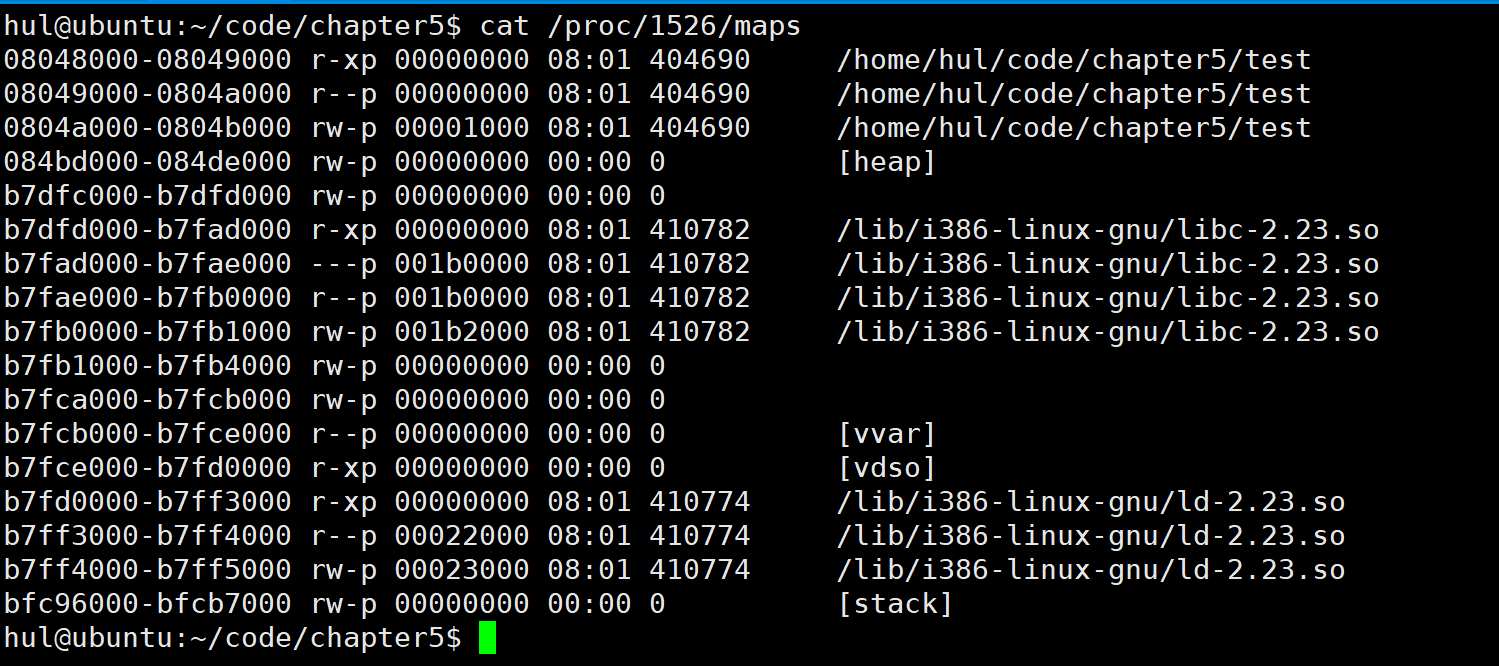 hul@ubuntu:~/code/chapter5$ cat /proc/1526/maps
08048000-08049000 r-xp 00000000 08:01 404690     /home/hul/code/chapter5/test
08049000-0804a000 r--p 00000000 08:01 404690     /home/hul/code/chapter5/test
0804a000-0804b000 rw-p 00001000 08:01 404690     /home/hul/code/chapter5/test
084bd000-084de000 rw-p 00000000 00:00 0          [heap]
b7dfc000-b7dfd000 rw-p 00000000 00:00 0
b7dfd000-b7fad000 r-xp 00000000 08:01 410782     /lib/i386-linux-gnu/libc-2.23.so
b7fad000-b7fae000 ---p 001b0000 08:01 410782     /lib/i386-linux-gnu/libc-2.23.so
b7fae000-b7fb0000 r--p 001b0000 08:01 410782     /lib/i386-linux-gnu/libc-2.23.so
b7fb0000-b7fb1000 rw-p 001b2000 08:01 410782     /lib/i386-linux-gnu/libc-2.23.so
b7fb1000-b7fb4000 rw-p 00000000 00:00 0
b7fca000-b7fcb000 rw-p 00000000 00:00 0
b7fcb000-b7fce000 r--p 00000000 00:00 0          [vvar]
b7fce000-b7fd0000 r-xp 00000000 00:00 0          [vdso]
b7fd0000-b7ff3000 r-xp 00000000 08:01 410774     /lib/i386-linux-gnu/ld-2.23.so
b7ff3000-b7ff4000 r--p 00022000 08:01 410774     /lib/i386-linux-gnu/ld-2.23.so
b7ff4000-b7ff5000 rw-p 00023000 08:01 410774     /lib/i386-linux-gnu/ld-2.23.so
bfc96000-bfcb7000 rw-p 00000000 00:00 0          [stack]
hul@ubuntu:~/code/chapter5$